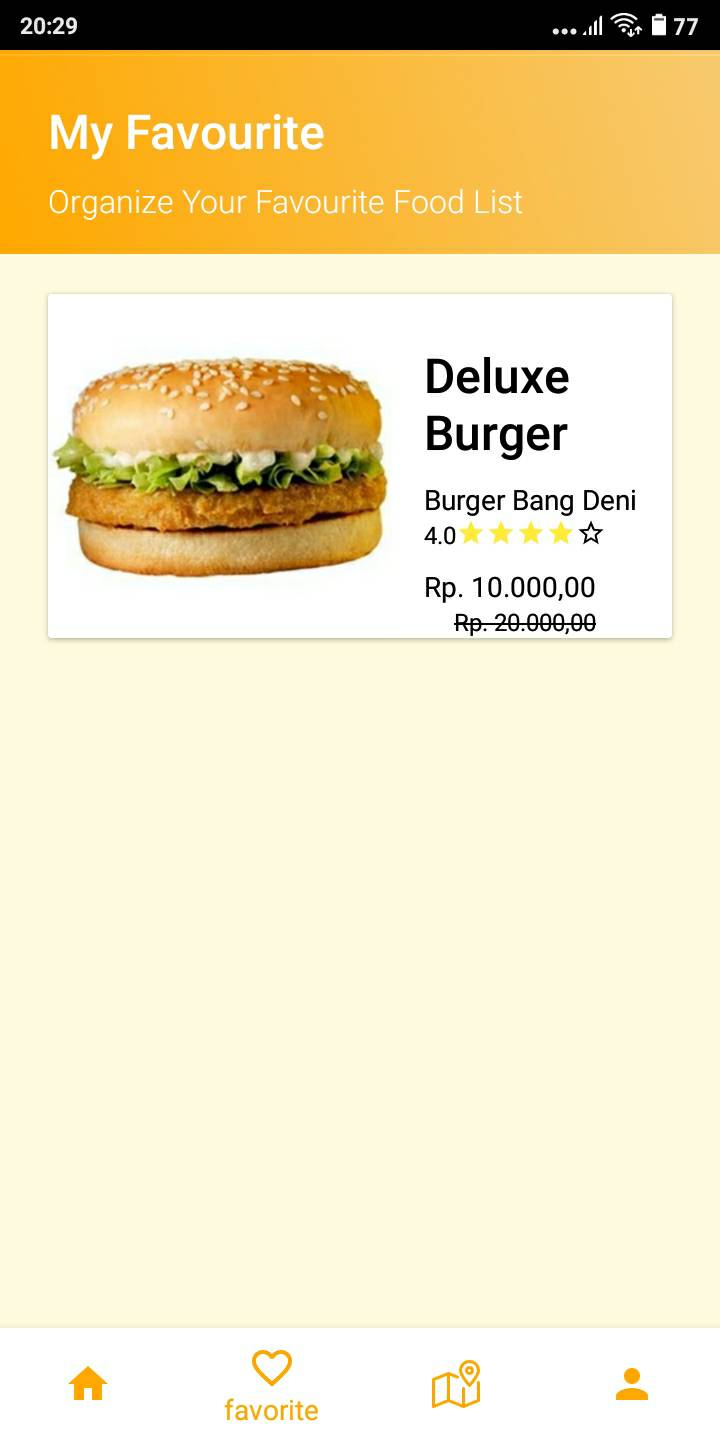 20:29
77
My Favourite
Organize Your Favourite Food List
Deluxe
Burger
Burger Bang Deni
4.0
Rp. 10.000,00
Rp. 20.000,00
favorite